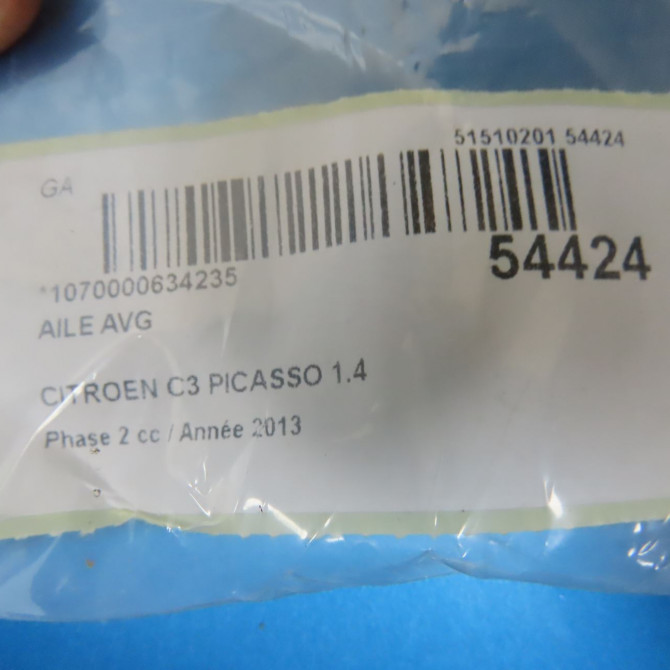 51510201 54424
GA
54424
*1070000634235
AILE AVG
CITROEN C3 PICASSO 1.4
Phase 2 cc / Année 2013